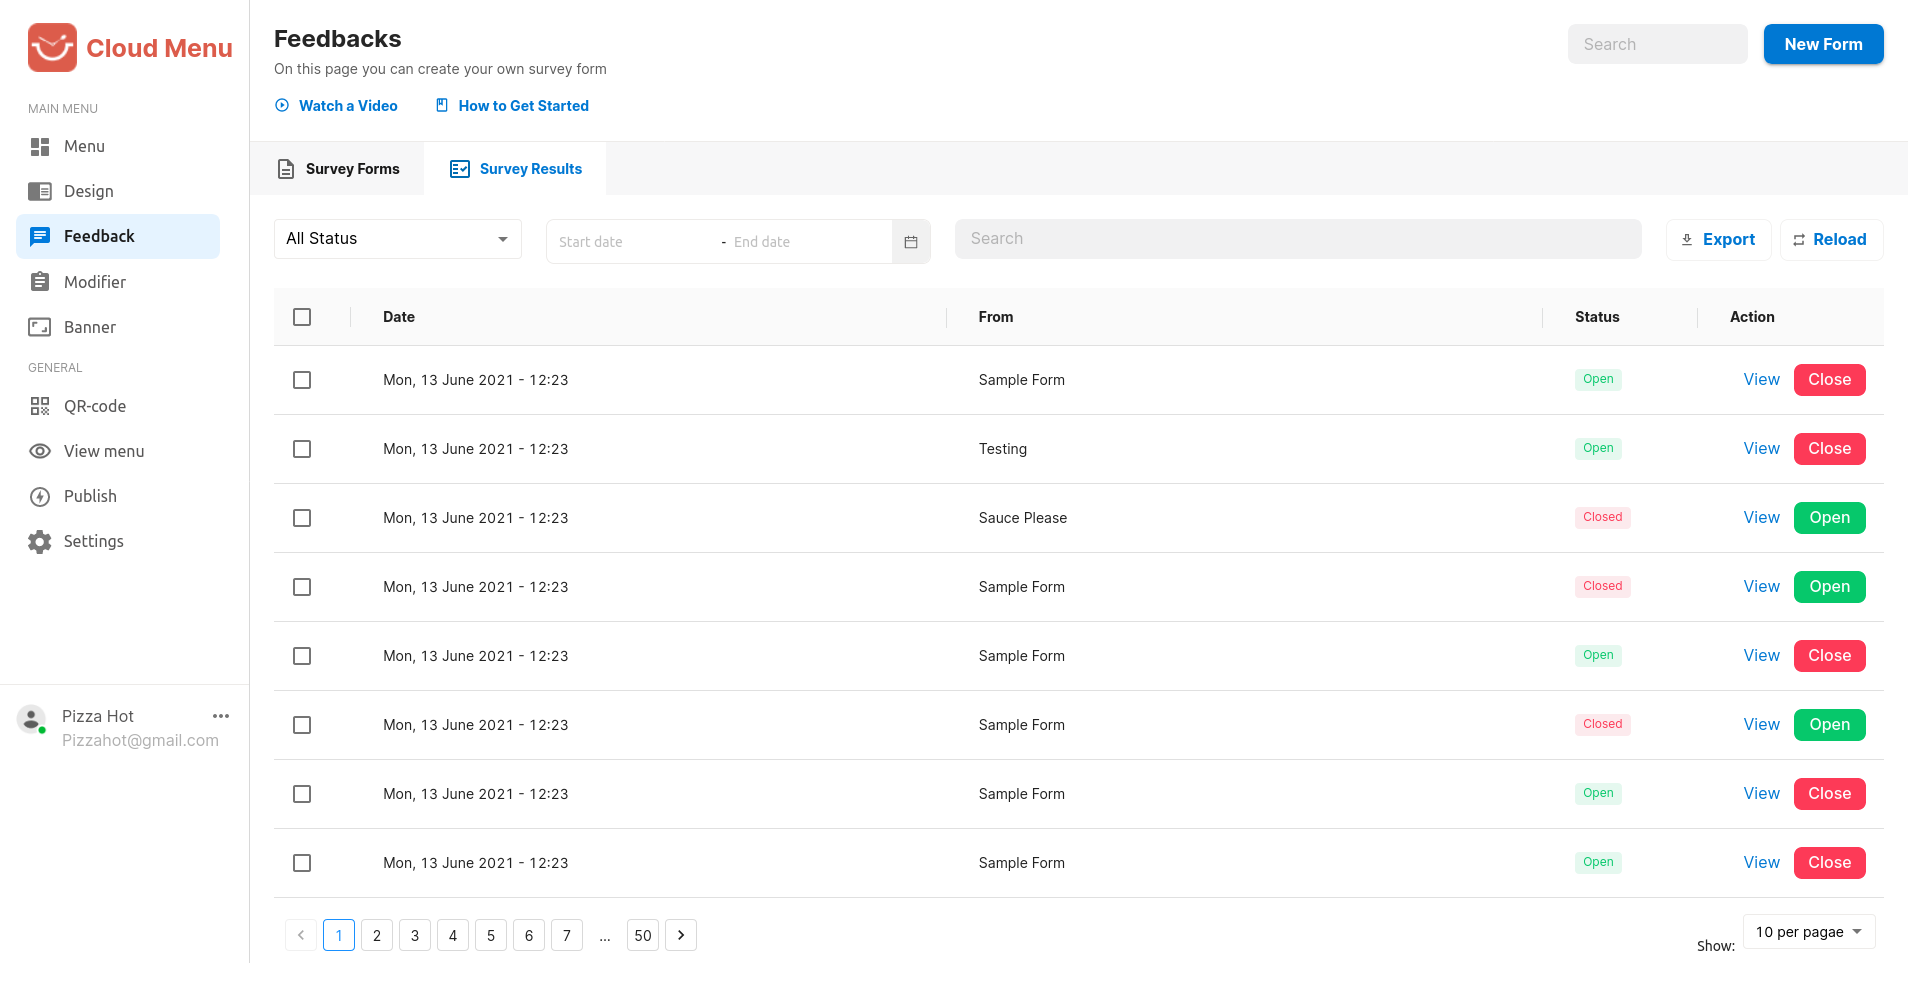 Cloud Menu
MAIN MENU
Menu
Design
Feedback
Modifier
Banner
GENERAL
QR-code
View menu
Publish
Settings
Pizza Hot
Pizzahot@gmail.com
Feedbacks
On this page you can create your own survey form
Watch a Video How to Get Started
Search New Form
Survey Forms Survey Results
All Status Start date - End date Search Export Reload
Date From Status Action
Mon, 13 June 2021 - 12:23 Sample Form Open View Close
Mon, 13 June 2021 - 12:23 Testing Open View Close
Mon, 13 June 2021 - 12:23 Sauce Please Closed View Open
Mon, 13 June 2021 - 12:23 Sample Form Closed View Open
Mon, 13 June 2021 - 12:23 Sample Form Open View Close
Mon, 13 June 2021 - 12:23 Sample Form Closed View Open
Mon, 13 June 2021 - 12:23 Sample Form Open View Close
Mon, 13 June 2021 - 12:23 Sample Form Open View Close
1 2 3 4 5 6 7 ... 50
Show: 10 per pagae